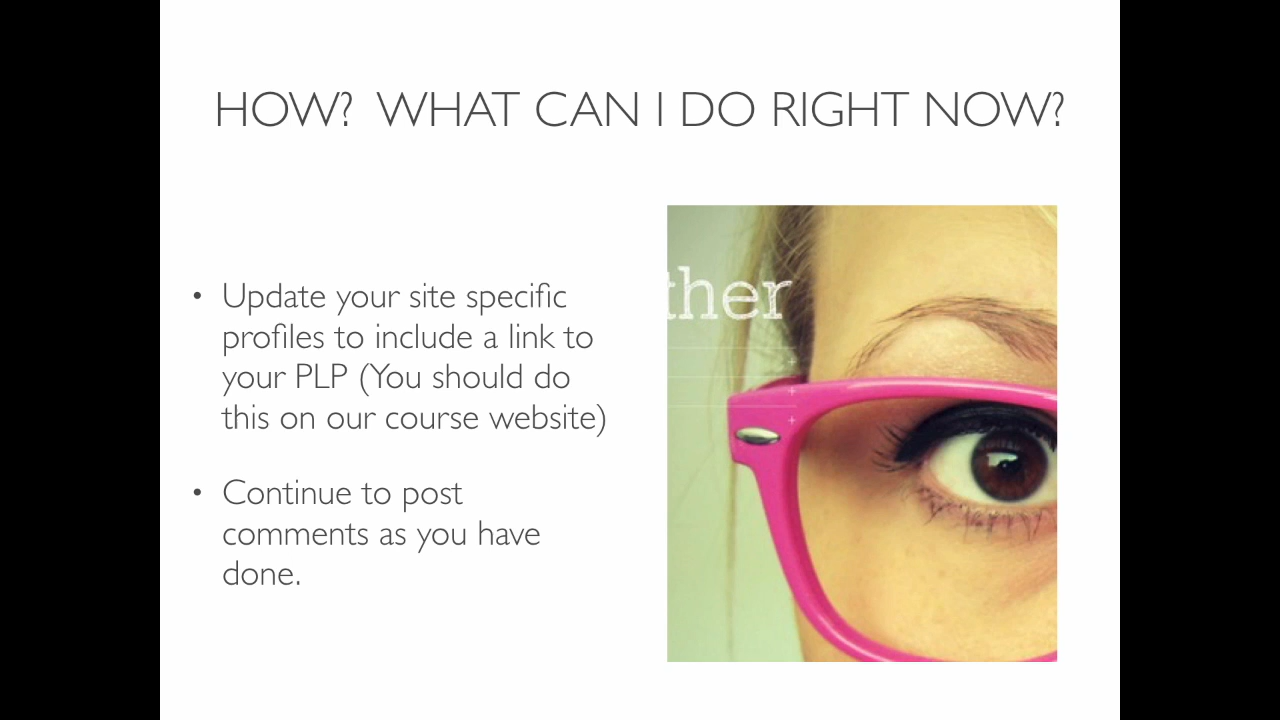 HOW? WHAT CAN I DO RIGHT NOW?
• Update your site specific
profiles to include a link to
your PLP (You should do
this on our course website)
• Continue to post
comments as you have
done.
ther